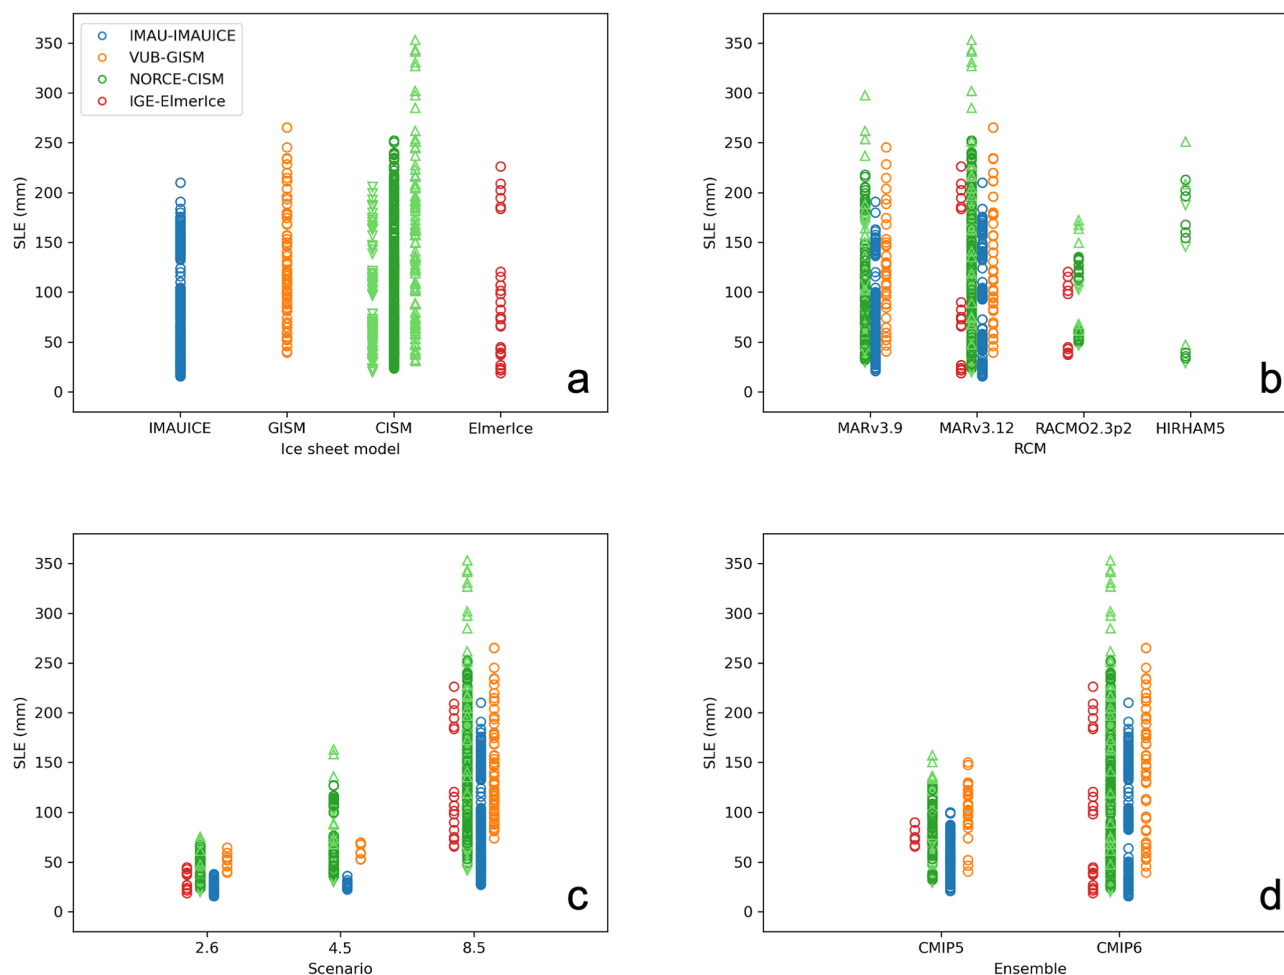 350
300
250
200
150
100
50
0
SLE (mm)
IMAU-IMAUICE
VUB-GISM
NORCE-CISM
IGE-ElmerIce
IMAUICE GISM CISM ElmerIce
Ice sheet model
a
350
300
250
200
150
100
50
0
SLE (mm)
MARv3.9 MARv3.12 RACMO2.3p2 HIRHAM5
RCM
b
350
300
250
200
150
100
50
0
SLE (mm)
2.6 4.5 8.5
Scenario
c
350
300
250
200
150
100
50
0
SLE (mm)
CMIP5 CMIP6
Ensemble
d